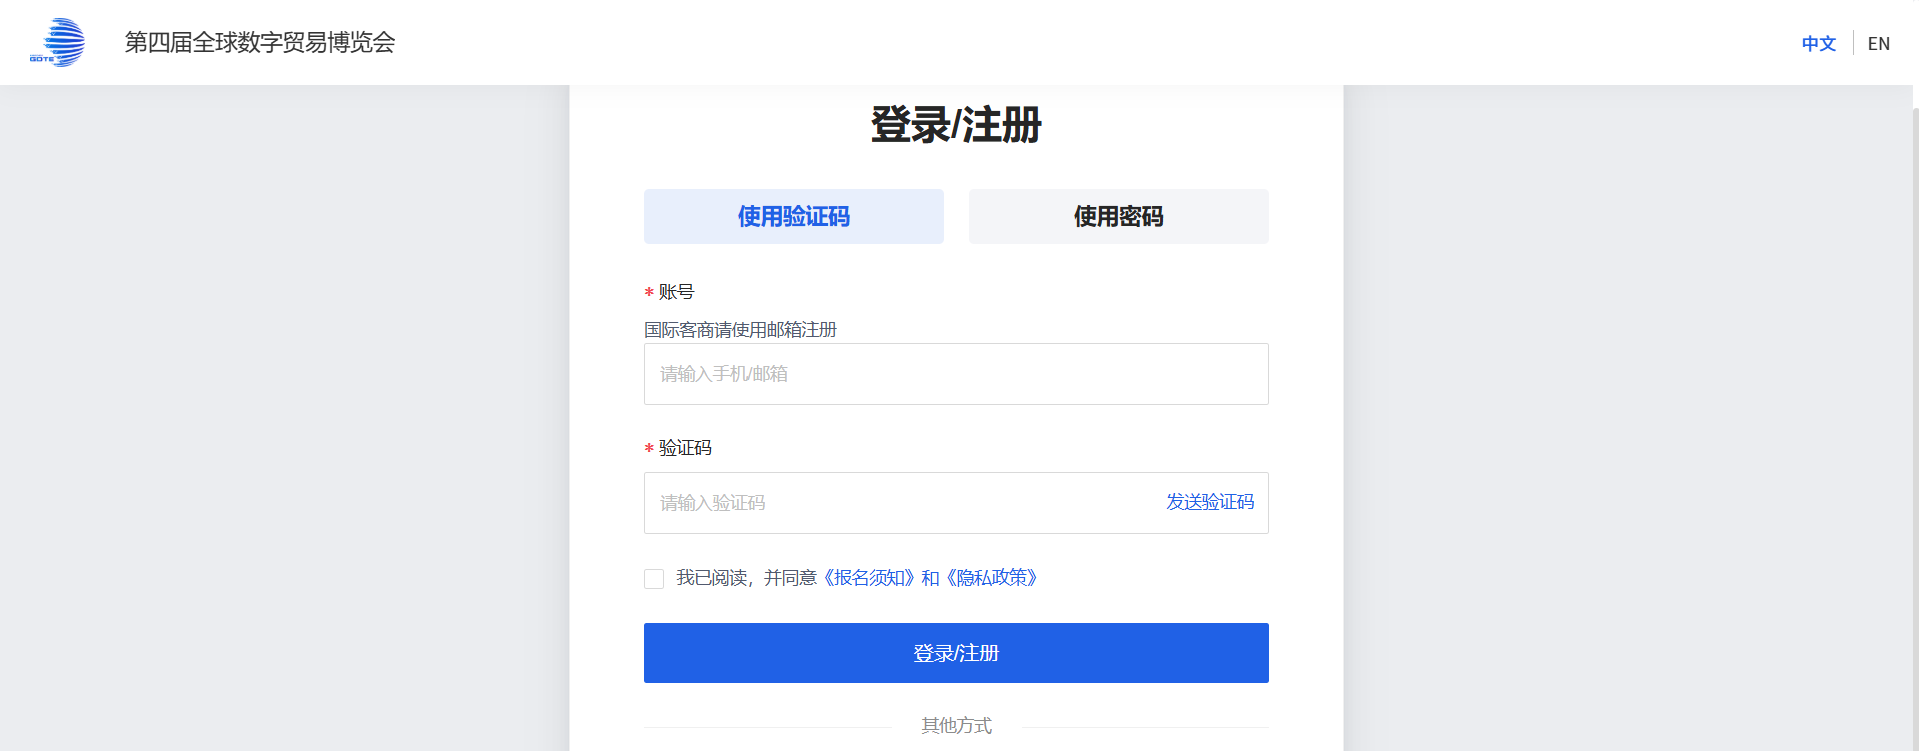 GDTE
第四届全球数字贸易博览会
中文
EN
登录/注册
使用验证码
使用密码
* 账号
国际客商请使用邮箱注册
请输入手机/邮箱
* 验证码
请输入验证码
发送验证码
我已阅读，并同意《报名须知》和《隐私政策》
登录/注册
其他方式